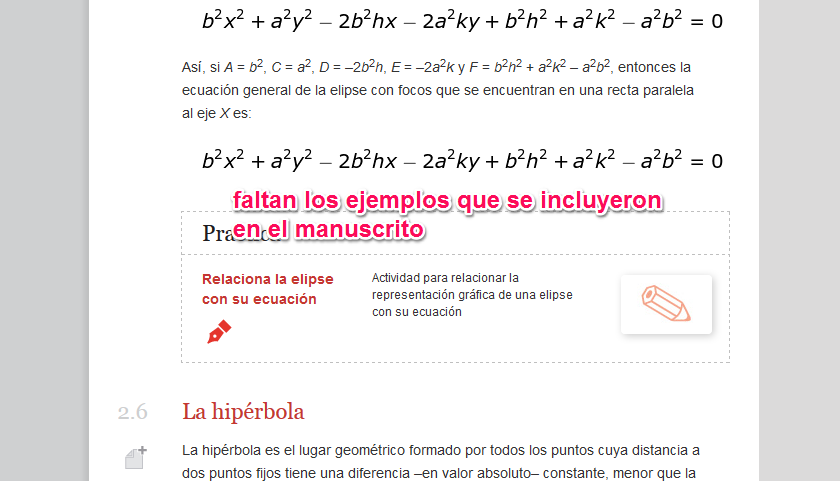 b²x² + a²y² − 2b²hx − 2a²ky + b²h² + a²k² − a²b² = 0
Así, si A = b², C = a², D = –2b²h, E = –2a²k y F = b²h² + a²k² – a²b², entonces la
ecuación general de la elipse con focos que se encuentran en una recta paralela
al eje X es:
b²x² + a²y² − 2b²hx − 2a²ky + b²h² + a²k² − a²b² = 0
faltan los ejemplos que se incluyeron
en el manuscrito
Relaciona la elipse
con su ecuación
Actividad para relacionar la
representación gráfica de una elipse
con su ecuación
2.6 La hipérbola
La hipérbola es el lugar geométrico formado por todos los puntos cuya distancia a
dos puntos fijos tiene una diferencia –en valor absoluto– constante, menor que la